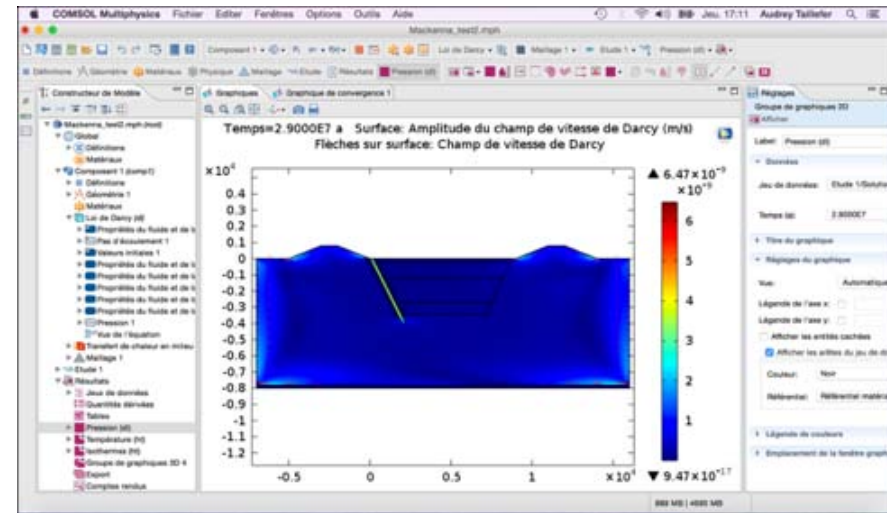 COMSOL Multiphysics Fichier Editer Fenêtres Options Outils Aide
Jeu. 17:11 Audrey Taillefer
Mackenna_test2.mph
Composant 1
Loi de Darcy
Maillage 1
Etude 1
Pression (dl)
Définitions Géométrie Matériaux Physique Maillage Etude Résultats Pression (dl)
Constructeur de Modèle
Mackenna_test2.mph (root)
Global
Définitions
Matériaux
Composant 1 (comp1)
Définitions
Géométrie 1
Matériaux
Loi de Darcy (dl)
Propriétés du fluide et de la
Pas d'écoulement 1
Valeurs initiales 1
Propriétés du fluide et de la
Propriétés du fluide et de la
Propriétés du fluide et de la
Propriétés du fluide et de la
Pression 1
Vue de l'équation
Transfert de chaleur en milieu
Maillage 1
Etude 1
Résultats
Jeux de données
Quantités dérivées
Tables
Pression (dl)
Température (ht)
Isothermes (ht)
Groupe de graphiques 3D 4
Export
Comptes rendus
Graphiques Graphique de convergence 1
Temps=2.9000E7 a Surface: Amplitude du champ de vitesse de Darcy (m/s)
Flèches sur surface: Champ de vitesse de Darcy
×10⁴
0.4
0.3
0.2
0.1
0
-0.1
-0.2
-0.3
-0.4
-0.5
-0.6
-0.7
-0.8
-0.9
-1
-1.1
-1.2
-0.5 0 0.5 1 ×10⁴
▲ 6.47×10⁻⁹
×10⁻⁹
6
5
4
3
2
1
▼ 9.47×10⁻¹⁷
Réglages
Groupe de graphiques 2D
Afficher
Label: Pression (dl)
Données
Jeu de données: Etude 1/Solutio
Temps (a): 2.9000E7
Titre du graphique
Réglages du graphique
Vue: Automatique
Légende de l'axe x:
Légende de l'axe y:
Afficher les entités cachées
Afficher les arêtes du jeu de do
Couleur: Noir
Référentiel: Référentiel matéria
Légende de couleurs
Emplacement de la fenêtre graph